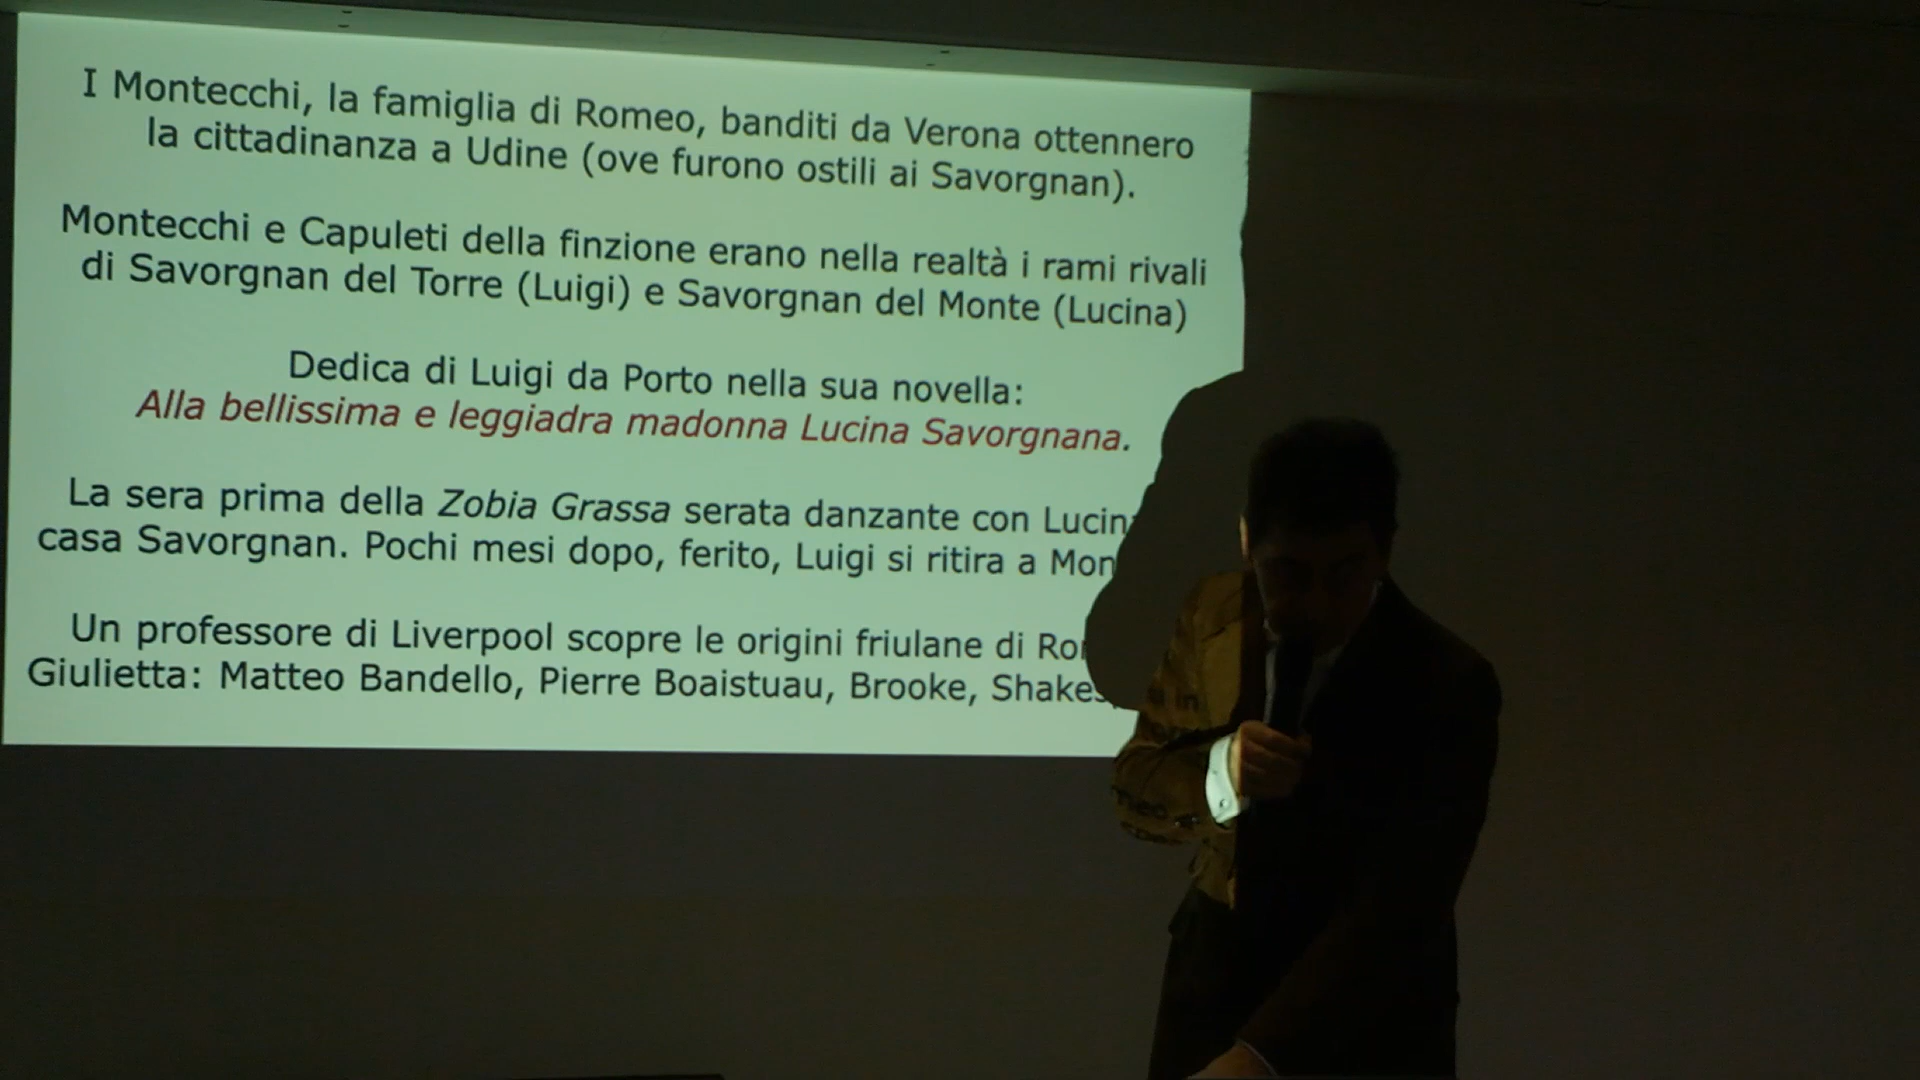 I Montecchi, la famiglia di Romeo, banditi da Verona ottennero
la cittadinanza a Udine (ove furono ostili ai Savorgnan).
Montecchi e Capuleti della finzione erano nella realtà i rami rivali
di Savorgnan del Torre (Luigi) e Savorgnan del Monte (Lucina)
Dedica di Luigi da Porto nella sua novella:
Alla bellissima e leggiadra madonna Lucina Savorgnana.
La sera prima della Zobia Grassa serata danzante con Lucina
casa Savorgnan. Pochi mesi dopo, ferito, Luigi si ritira a
Un professore di Liverpool scopre le origini friulane di
Giulietta: Matteo Bandello, Pierre Boaistuau, Brooke,